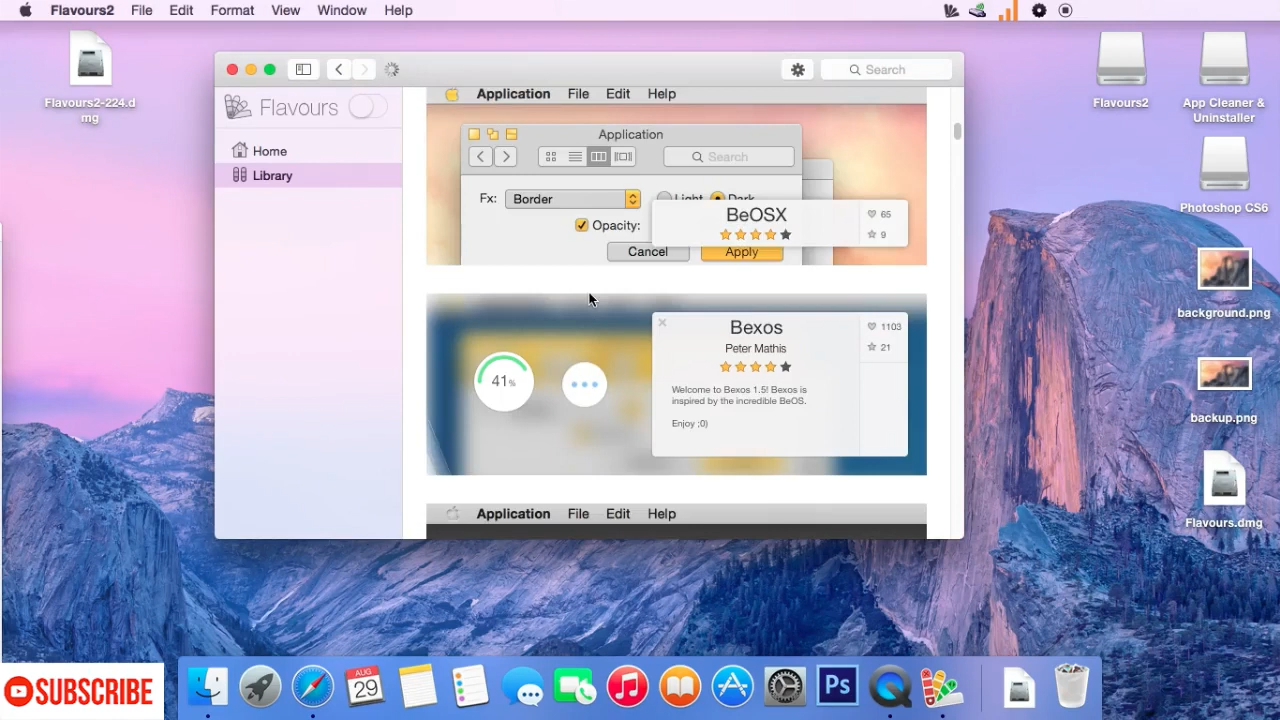 Flavours2 File Edit Format View Window Help
Flavours2-224.d
mg
Search
Flavours
Home
Library
Application File Edit Help
Application
Search
Fx: Border Light Dark
Opacity:
Cancel Apply
BeOSX
65
9
41%
Bexos
Peter Mathis
Welcome to Bexos 1.5! Bexos is
inspired by the incredible BeOS.
Enjoy ;0)
1103
21
Application File Edit Help
Flavours2
App Cleaner &
Uninstaller
Photoshop CS6
background.png
backup.png
Flavours.dmg
SUBSCRIBE
AUG
29
Ps